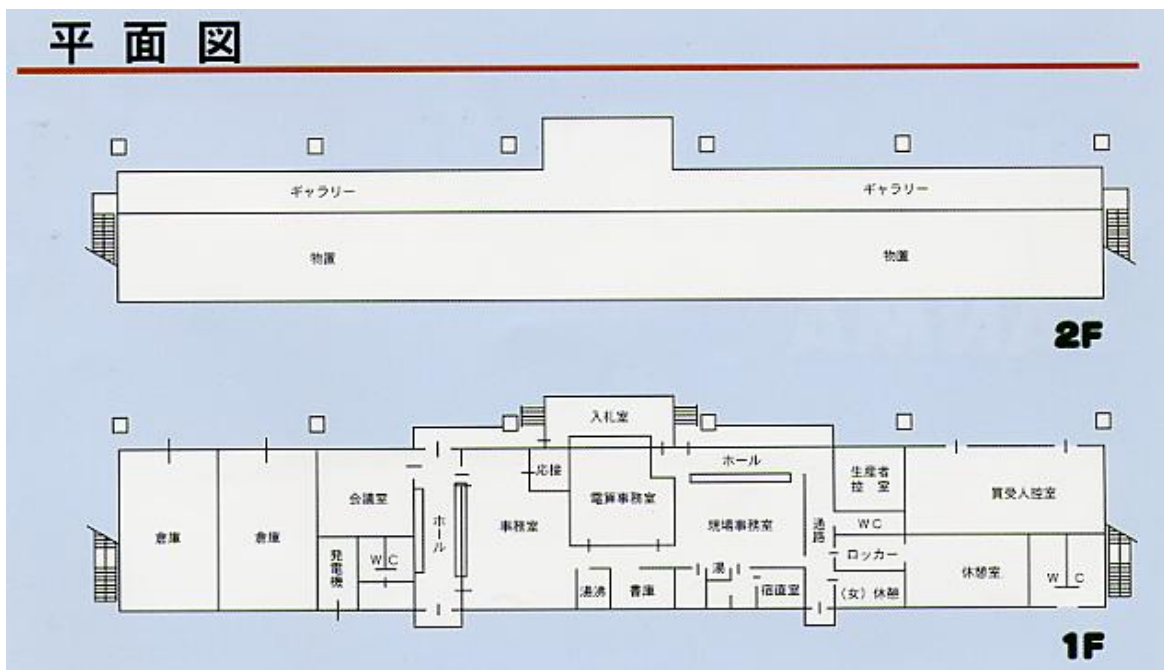 平面図
ギャラリー
ギャラリー
物置
物置
2F
入札室
ホール
応接
生産者
控室
会議室
電算事務室
買受人控室
倉庫
倉庫
ホール
事務室
現場事務室
通路
WC
発電機
WC
ロッカー
湯
休憩室
WC
湯沸
書庫
宿直室
(女)休憩
1F